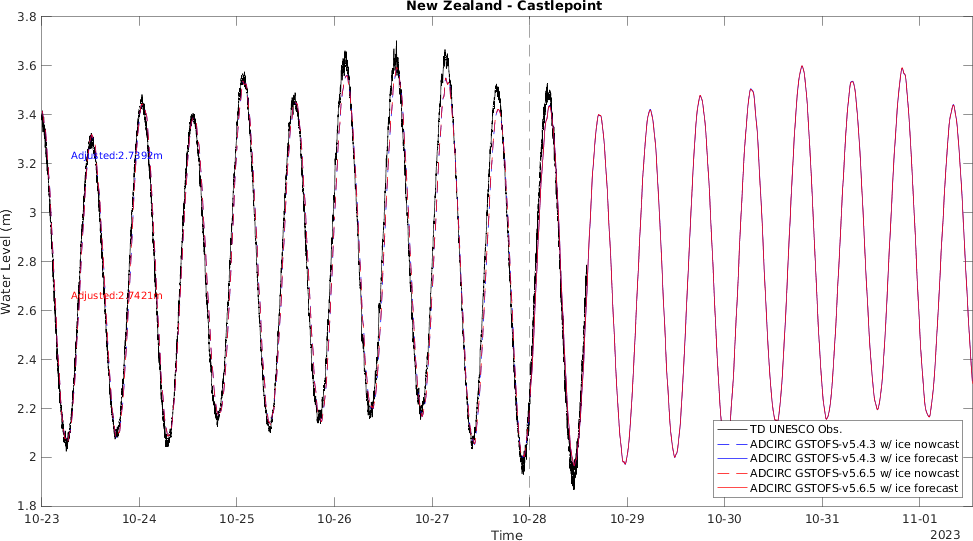 New Zealand - Castlepoint
3.8
3.6
3.4
3.2
3
2.8
2.6
2.4
2.2
2
1.8
Water Level (m)
Adjusted:2.7392m
Adjusted:2.7421m
TD UNESCO Obs.
ADCIRC GSTOFS-v5.4.3 w/ ice nowcast
ADCIRC GSTOFS-v5.4.3 w/ ice forecast
ADCIRC GSTOFS-v5.6.5 w/ ice nowcast
ADCIRC GSTOFS-v5.6.5 w/ ice forecast
10-23 10-24 10-25 10-26 10-27 10-28 10-29 10-30 10-31 11-01
Time
2023